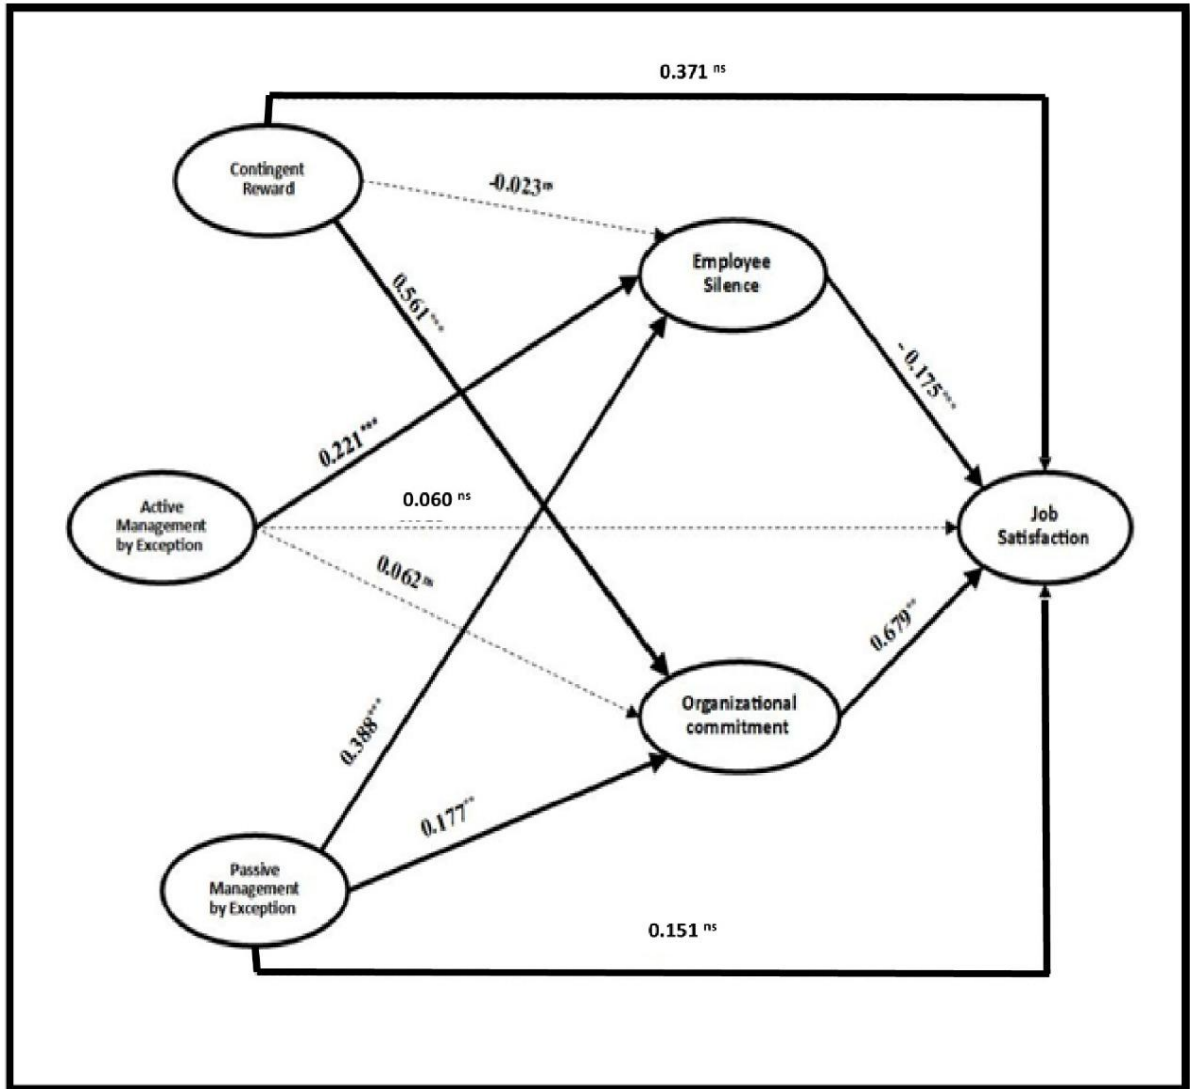 0.371 ns
Contingent
Reward
-0.023ns
Employee
Silence
0.561***
- 0.175***
0.221***
Active
Management
by Exception
0.060 ns
Job
Satisfaction
0.062ns
0.679**
Organizational
commitment
0.388***
0.177**
Passive
Management
by Exception
0.151 ns